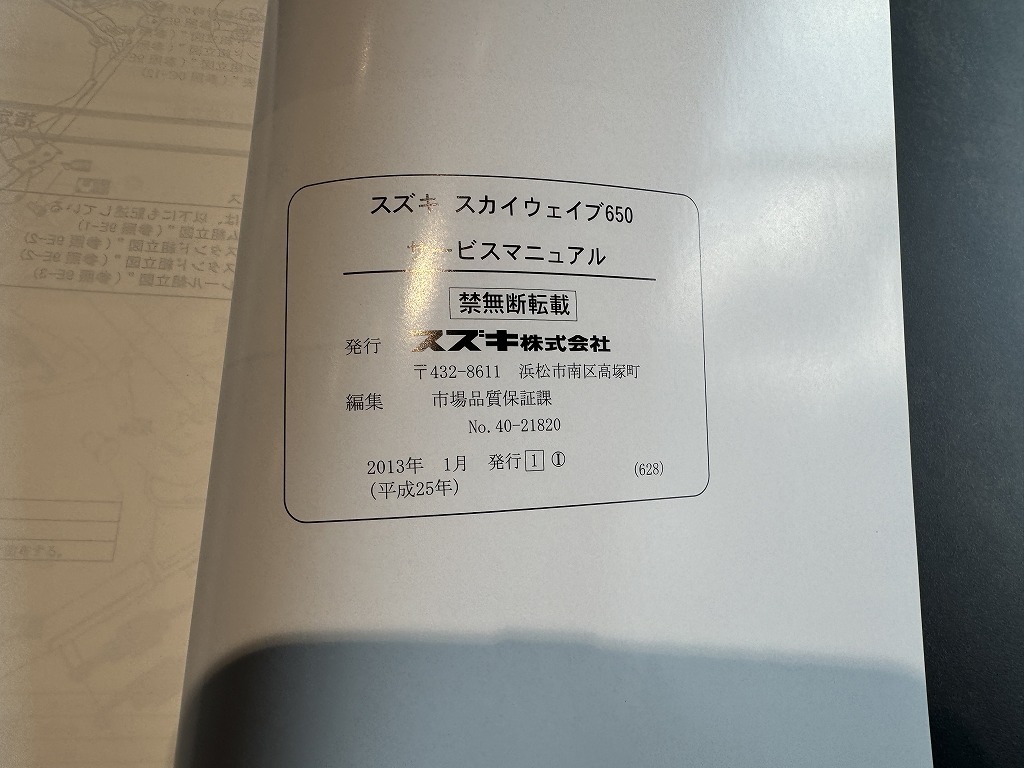 スズキ スカイウェイブ650
サービスマニュアル
禁無断転載
発行 スズキ株式会社
〒432-8611 浜松市南区高塚町
編集 市場品質保証課
No. 40-21820
2013年 1月 発行 1 ①
(平成25年)
(628)